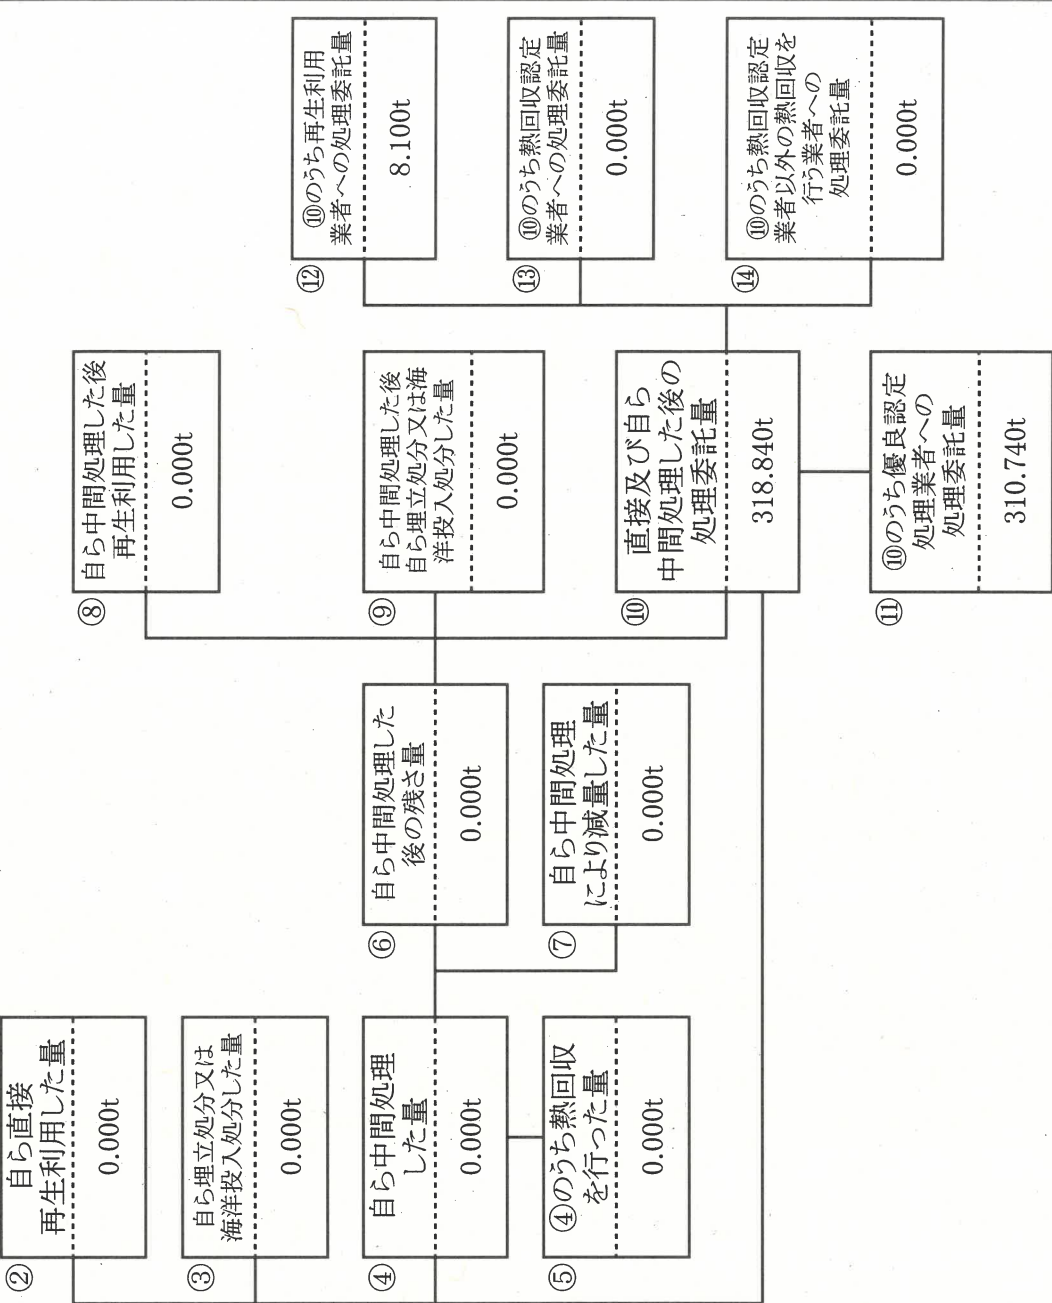 ②
自ら直接
再生利用した量
0.000t
③
自ら埋立処分又は
海洋投入処分した量
0.000t
④
自ら中間処理
した量
0.000t
⑤
④のうち熱回収
を行った量
0.000t
⑥
自ら中間処理した
後の残さ量
0.000t
⑦
自ら中間処理
により減量した量
0.000t
⑧
自ら中間処理した後
再生利用した量
0.000t
⑨
自ら中間処理した後
自ら埋立処分又は海
洋投入処分した量
0.000t
⑩
直接及び自ら
中間処理した後の
処理委託量
318.840t
⑪
⑩のうち優良認定
処理業者への
処理委託量
310.740t
⑫
⑩のうち再生利用
業者への処理委託量
8.100t
⑬
⑩のうち熱回収認定
業者への処理委託量
0.000t
⑭
⑩のうち熱回収認定
業者以外の熱回収を
行う業者への
処理委託量
0.000t